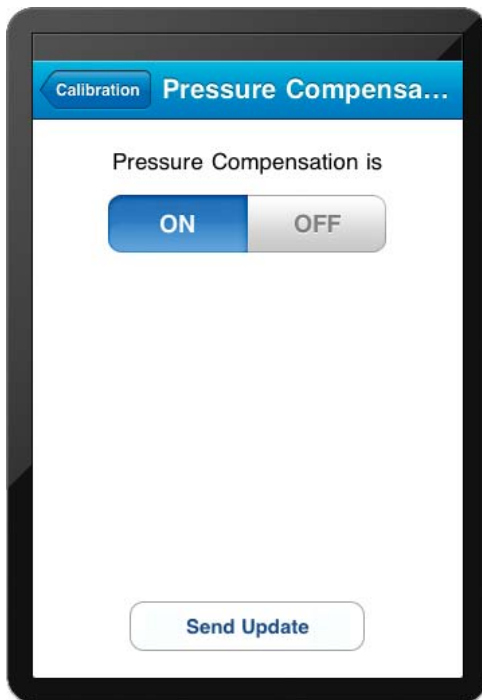 Calibration Pressure Compensa...
Pressure Compensation is
ON OFF
Send Update